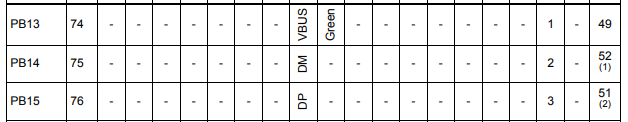 PB13 74 - - - - - - - VBUS Green - - - - - - - 1 - 49
PB14 75 - - - - - - - DM - - - - - - - - 2 - 52
(1)
PB15 76 - - - - - - - DP - - - - - - - - 3 - 51
(2)